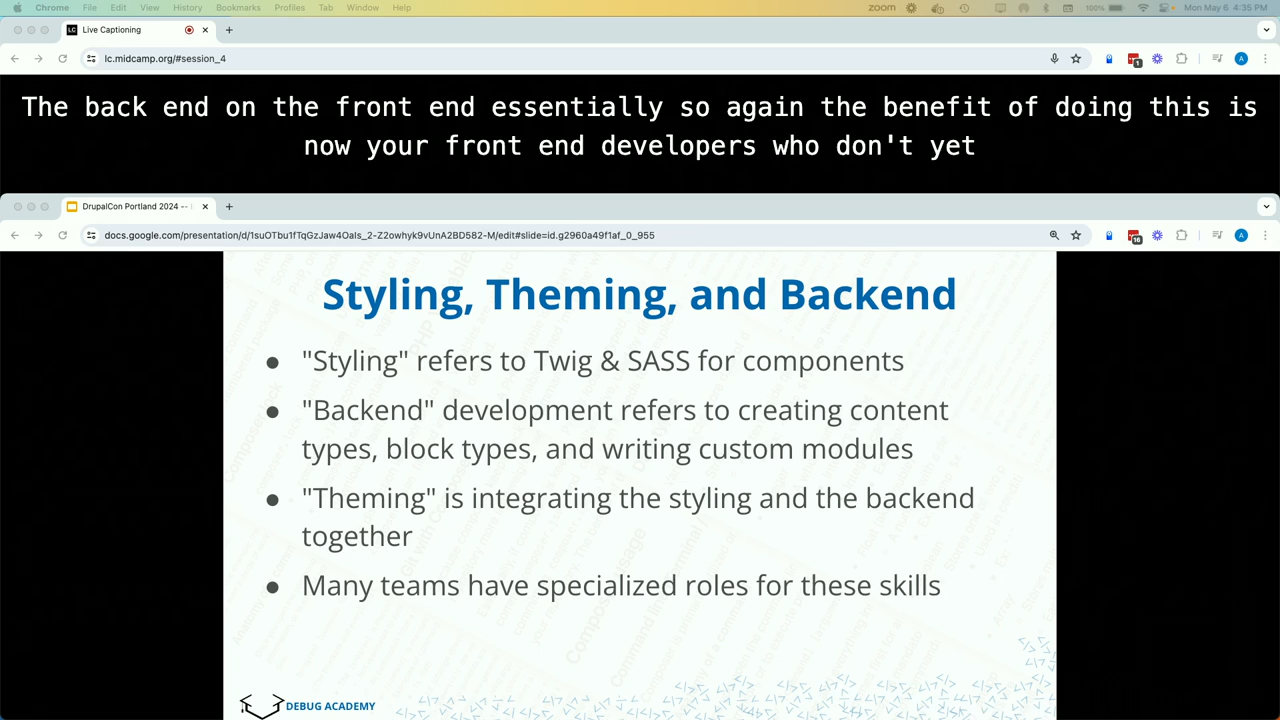 Chrome File Edit View History Bookmarks Profiles Tab Window Help zoom 100% Mon May 6 4:35 PM
LC Live Captioning
lc.midcamp.org/#session_4 1 A
The back end on the front end essentially so again the benefit of doing this is
now your front end developers who don't yet
DrupalCon Portland 2024 --
docs.google.com/presentation/d/1suOTbu1fTqGzJaw4Oals_2-Z2owhyk9vUnA2BD582-M/edit#slide=id.g2960a49f1af_0_955 16 A
Styling, Theming, and Backend
● "Styling" refers to Twig & SASS for components
● "Backend" development refers to creating content
types, block types, and writing custom modules
● "Theming" is integrating the styling and the backend
together
● Many teams have specialized roles for these skills
DEBUG ACADEMY